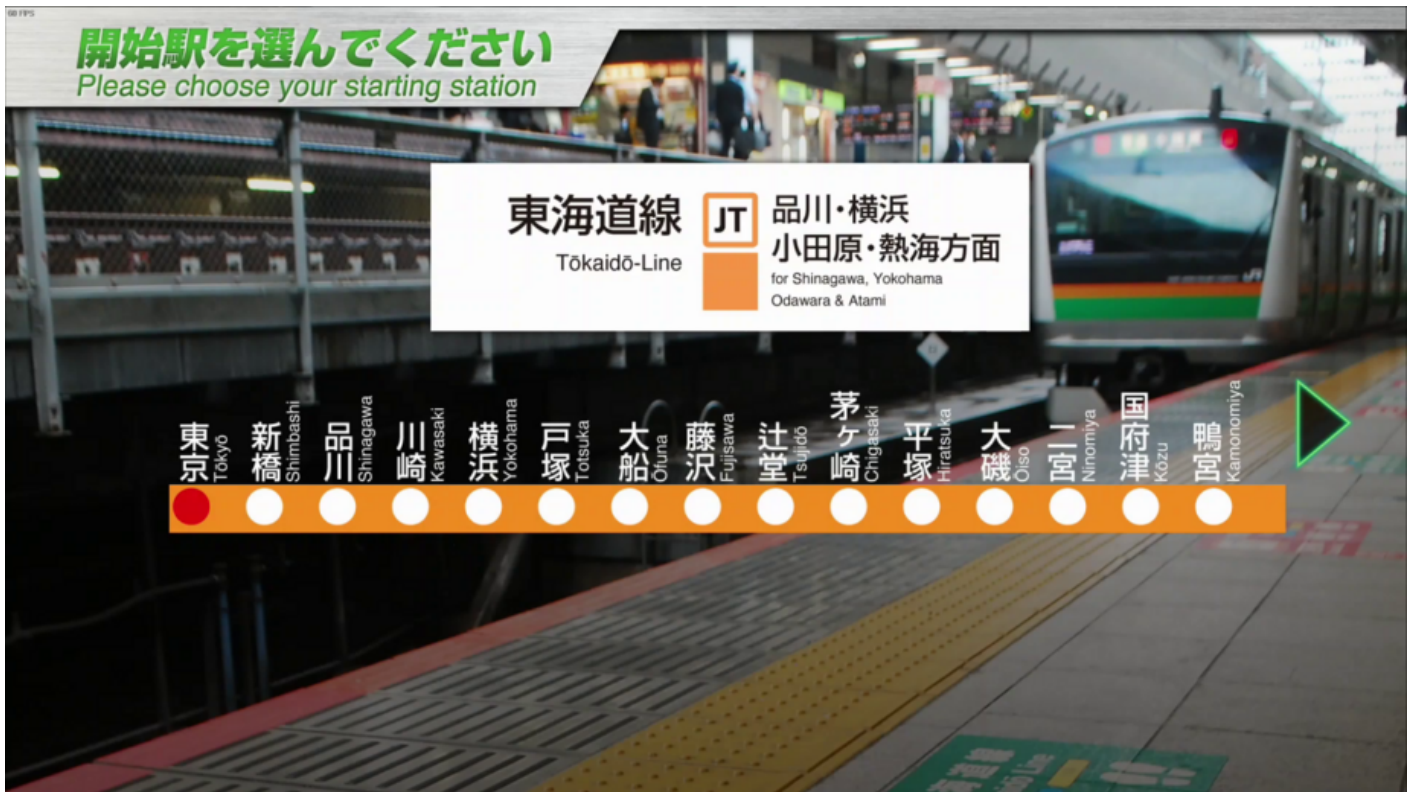 60 FPS
開始駅を選んでください
Please choose your starting station
東海道線
Tōkaidō-Line
JT
品川・横浜
小田原・熱海方面
for Shinagawa, Yokohama
Odawara & Atami
東京
Tōkyō
新橋
Shimbashi
品川
Shinagawa
川崎
Kawasaki
横浜
Yokohama
戸塚
Totsuka
大船
Ōfuna
藤沢
Fujisawa
辻堂
Tsujidō
茅ヶ崎
Chigasaki
平塚
Hiratsuka
大磯
Ōiso
二宮
Ninomiya
国府津
Kōzu
鴨宮
Kamonomiya